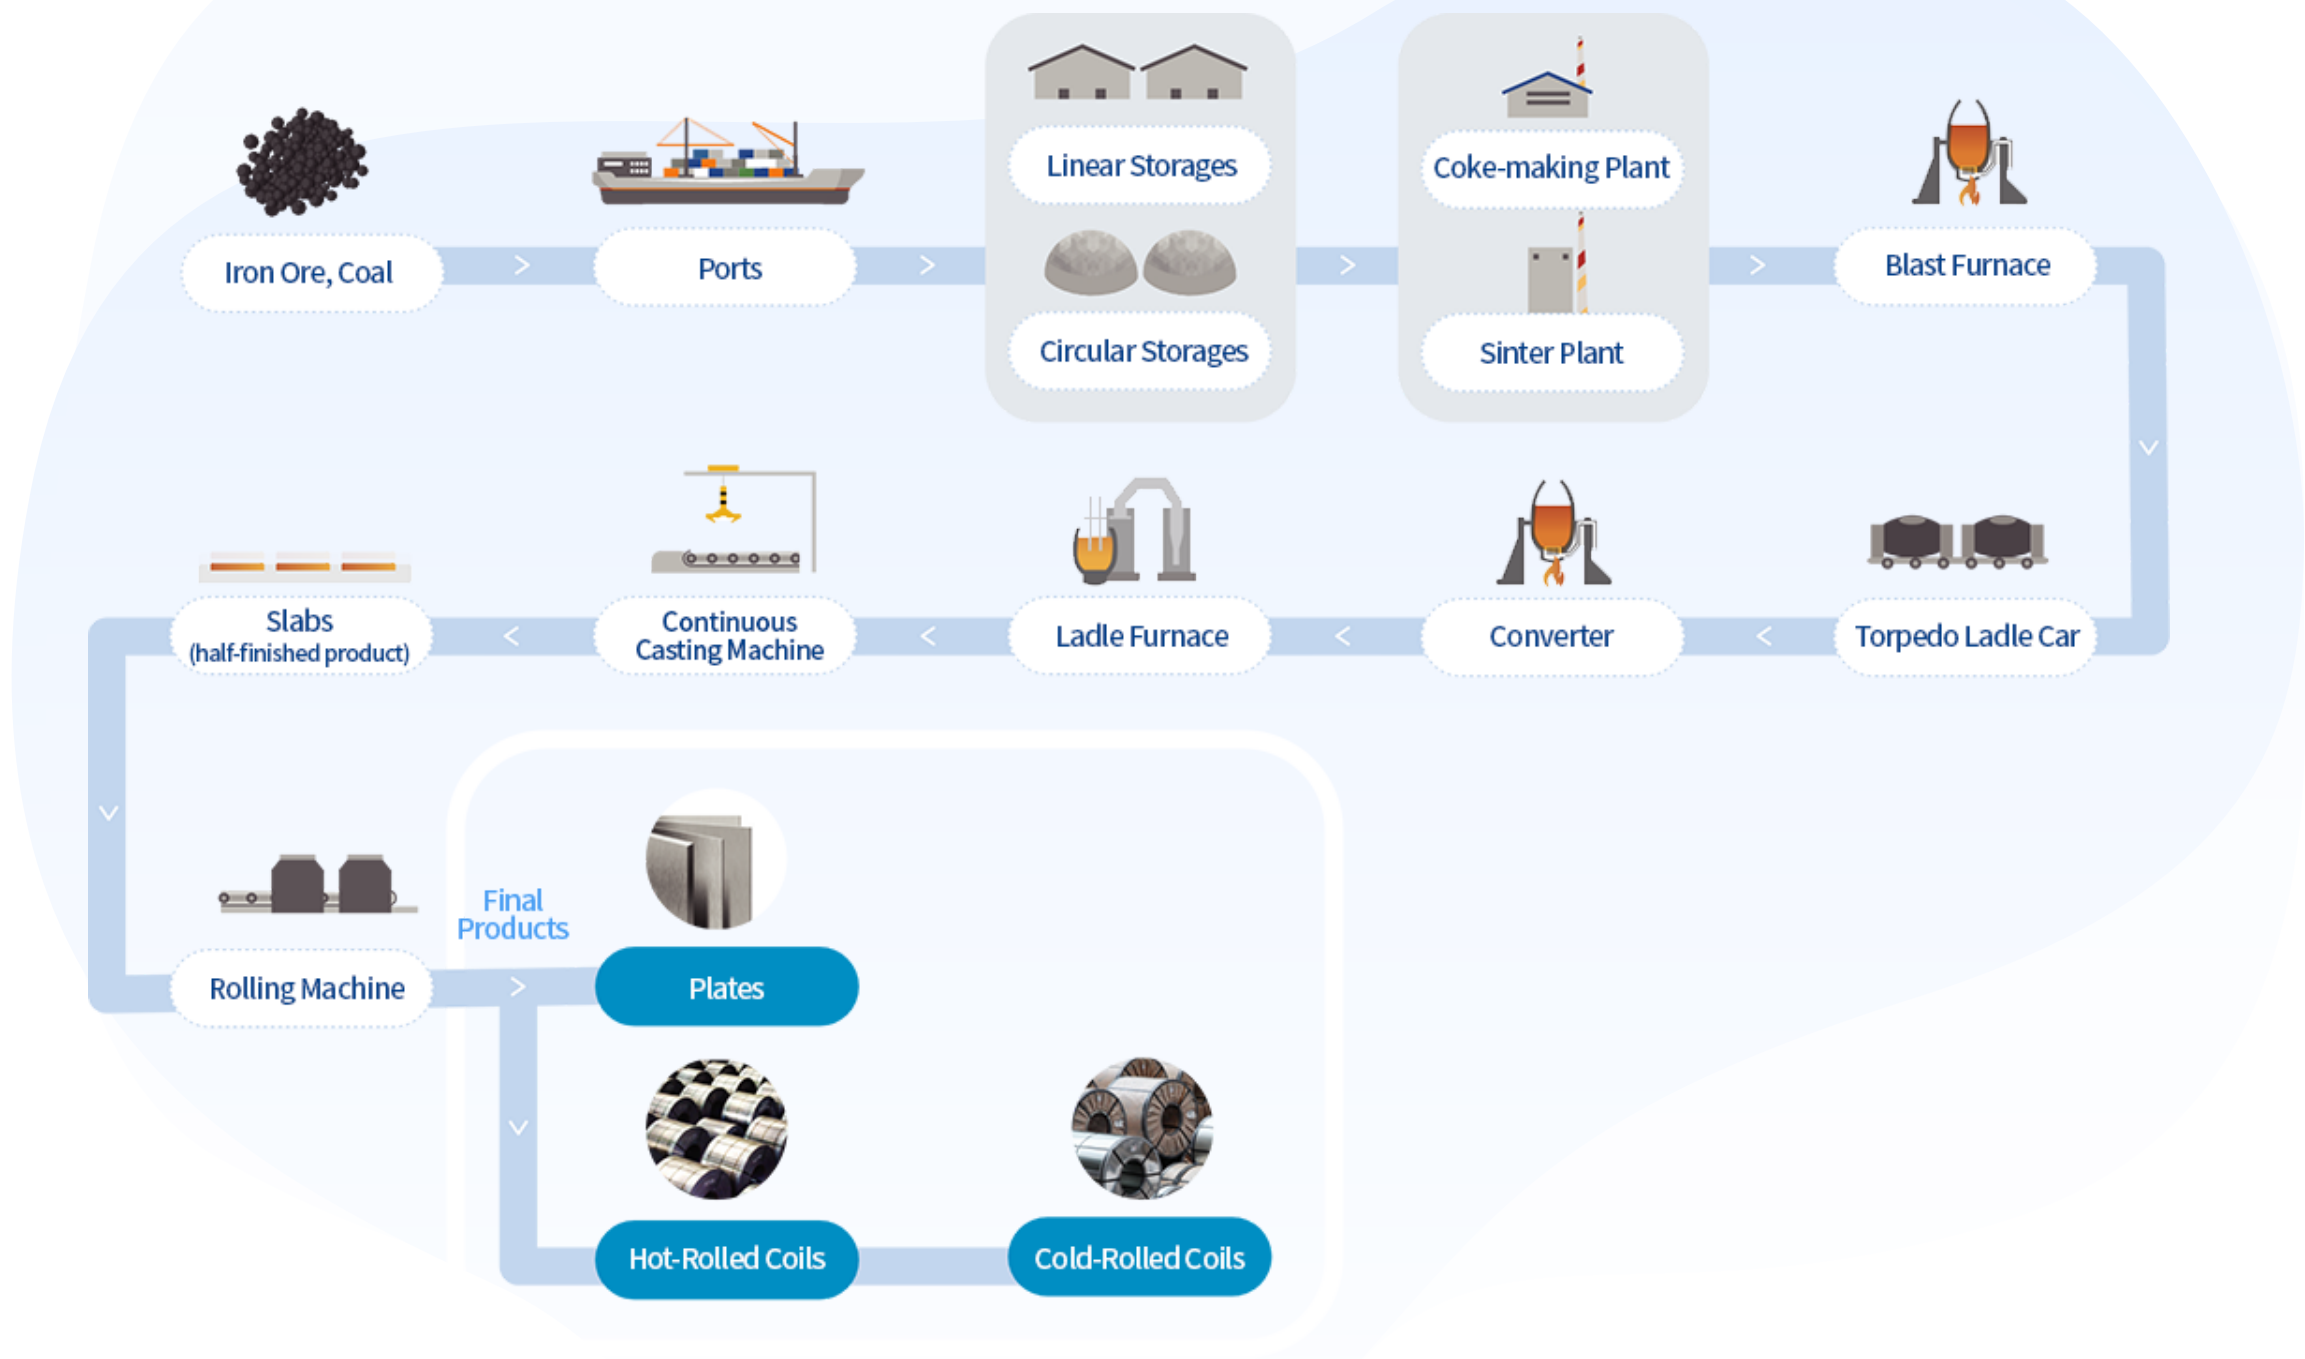 Linear Storages
Coke-making Plant
Iron Ore, Coal
Ports
Blast Furnace
Circular Storages
Sinter Plant
Slabs
(half-finished product)
Continuous
Casting Machine
Ladle Furnace
Converter
Torpedo Ladle Car
Final
Products
Rolling Machine
Plates
Hot-Rolled Coils
Cold-Rolled Coils